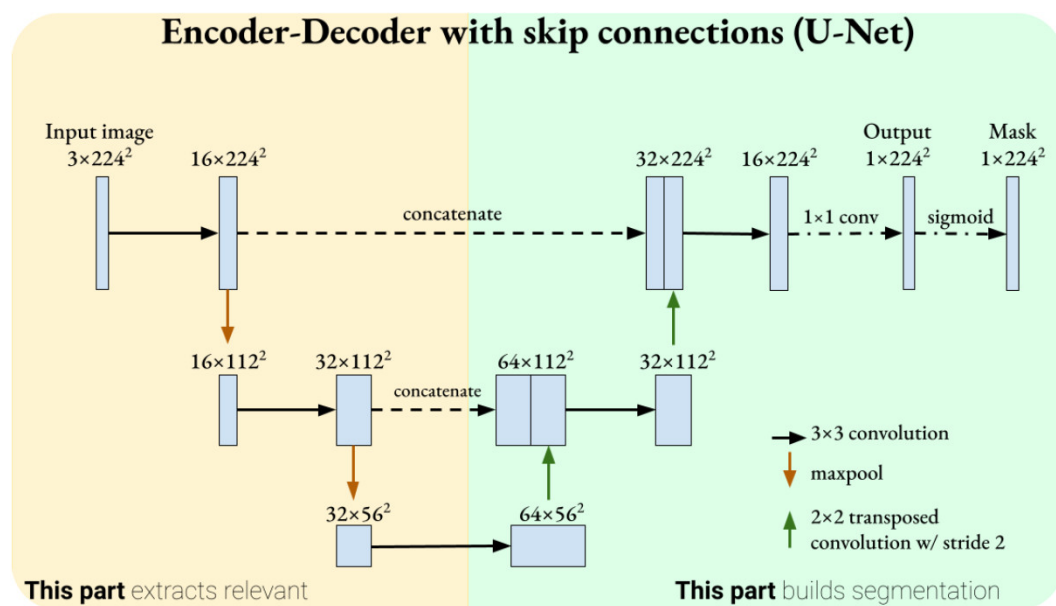 Encoder-Decoder with skip connections (U-Net)
Input image
3×224²
16×224²
32×224²
16×224²
Output
1×224²
Mask
1×224²
concatenate
1×1 conv
sigmoid
16×112²
32×112²
64×112²
32×112²
concatenate
3×3 convolution
maxpool
2×2 transposed
convolution w/ stride 2
32×56²
64×56²
This part extracts relevant
This part builds segmentation